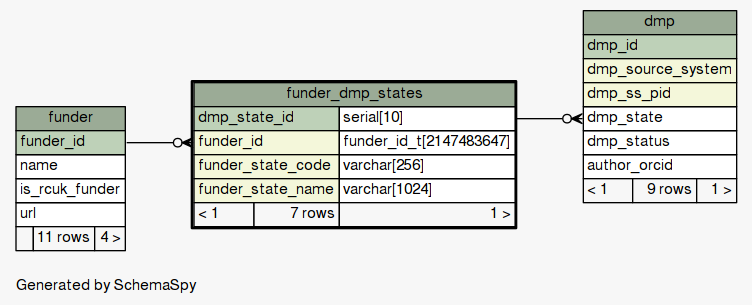 funder
funder_id
name
is_rcuk_funder
url
11 rows 4 >
funder_dmp_states
dmp_state_id serial[10]
funder_id funder_id_t[2147483647]
funder_state_code varchar[256]
funder_state_name varchar[1024]
< 1 7 rows 1 >
dmp
dmp_id
dmp_source_system
dmp_ss_pid
dmp_state
dmp_status
author_orcid
< 1 9 rows 1 >
Generated by SchemaSpy